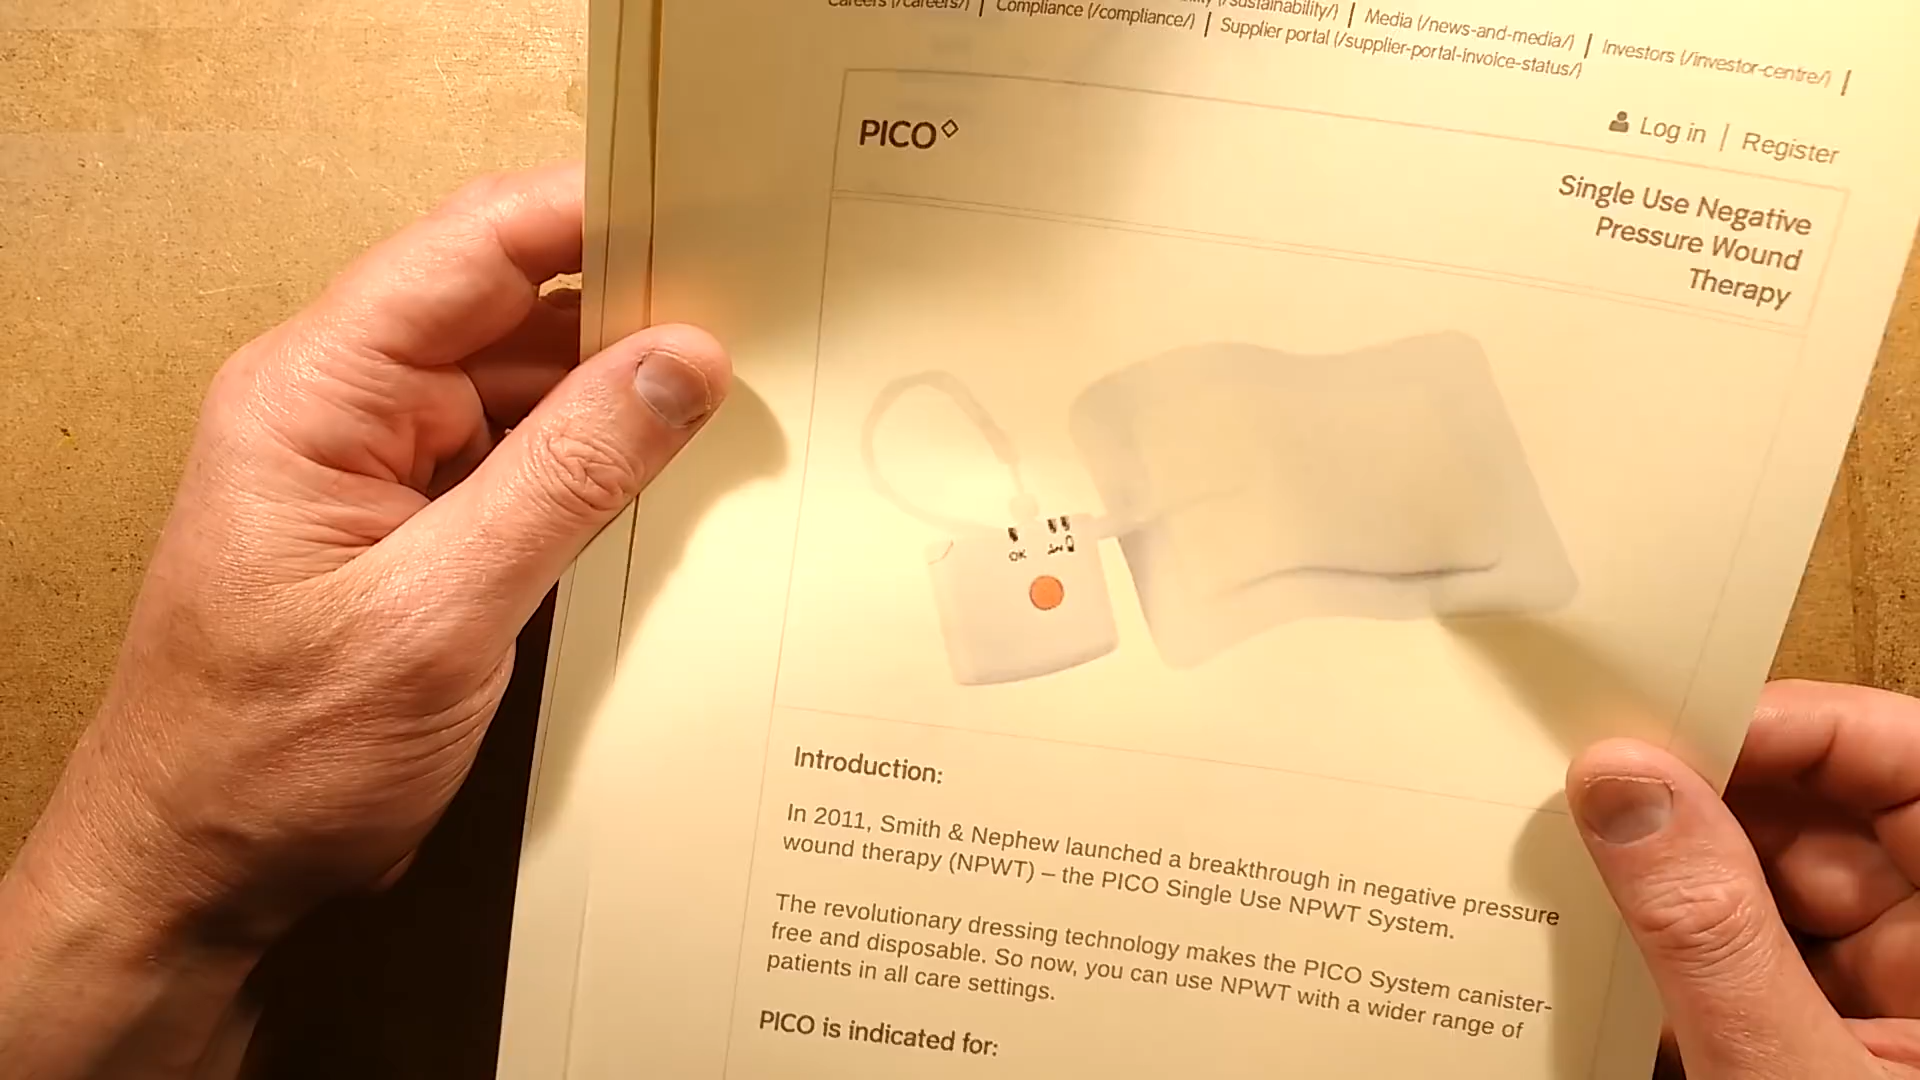 Careers (/careers/) | Compliance (/compliance/) | Supplier portal (/supplier-portal-invoice-status/)
(/sustainability/) | Media (/news-and-media/) | Investors (/investor-centre/) |
Log in | Register
PICO◇
Single Use Negative
Pressure Wound
Therapy
OK
Introduction:
In 2011, Smith & Nephew launched a breakthrough in negative pressure
wound therapy (NPWT) – the PICO Single Use NPWT System.
The revolutionary dressing technology makes the PICO System canister-
free and disposable. So now, you can use NPWT with a wider range of
patients in all care settings.
PICO is indicated for: